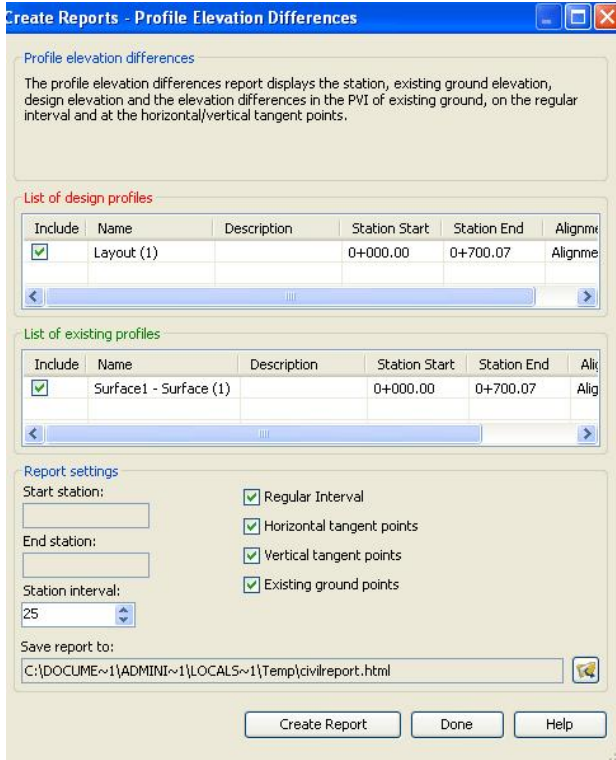 Create Reports - Profile Elevation Differences
Profile elevation differences
The profile elevation differences report displays the station, existing ground elevation,
design elevation and the elevation differences in the PVI of existing ground, on the regular
interval and at the horizontal/vertical tangent points.
List of design profiles
Include Name Description Station Start Station End Alignme
Layout (1) 0+000.00 0+700.07 Alignme
List of existing profiles
Include Name Description Station Start Station End Alig
Surface1 - Surface (1) 0+000.00 0+700.07 Alig
Report settings
Start station:
Regular Interval
Horizontal tangent points
End station:
Vertical tangent points
Existing ground points
Station interval:
25
Save report to:
C:\DOCUME~1\ADMINI~1\LOCALS~1\Temp\civilreport.html
Create Report Done Help